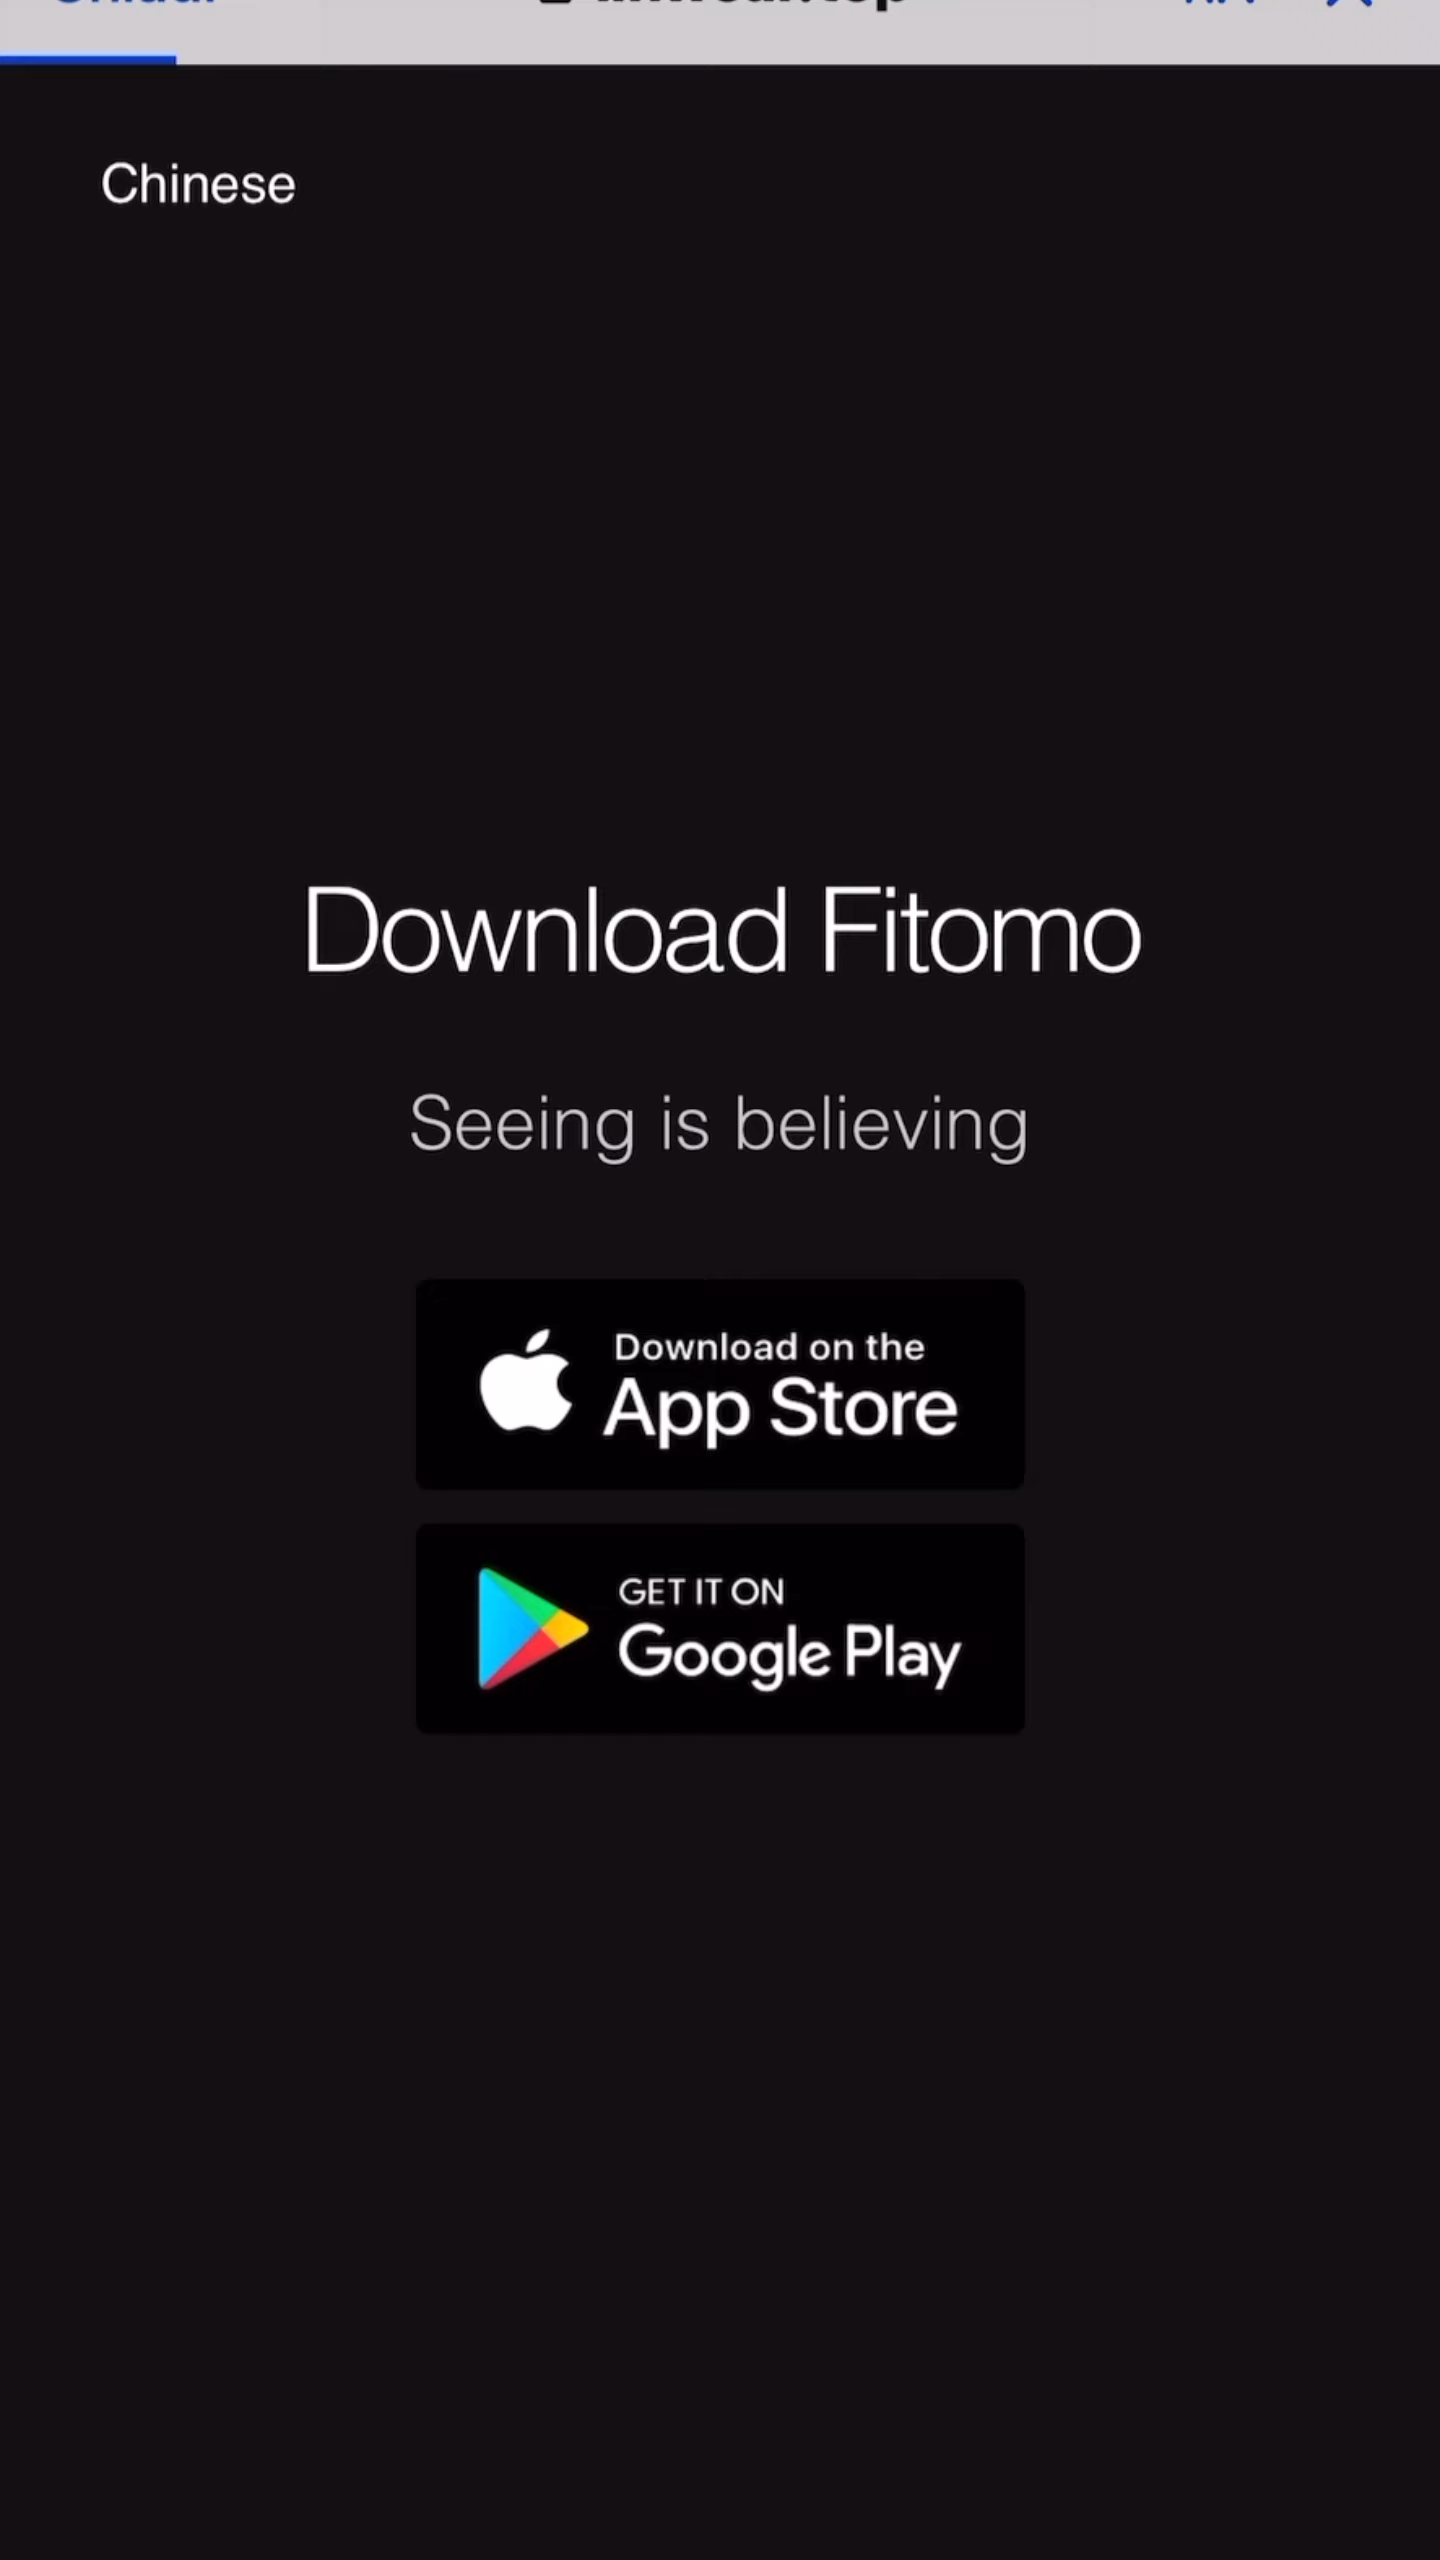 Chinese
Download Fitomo
Seeing is believing
Download on the
App Store
GET IT ON
Google Play